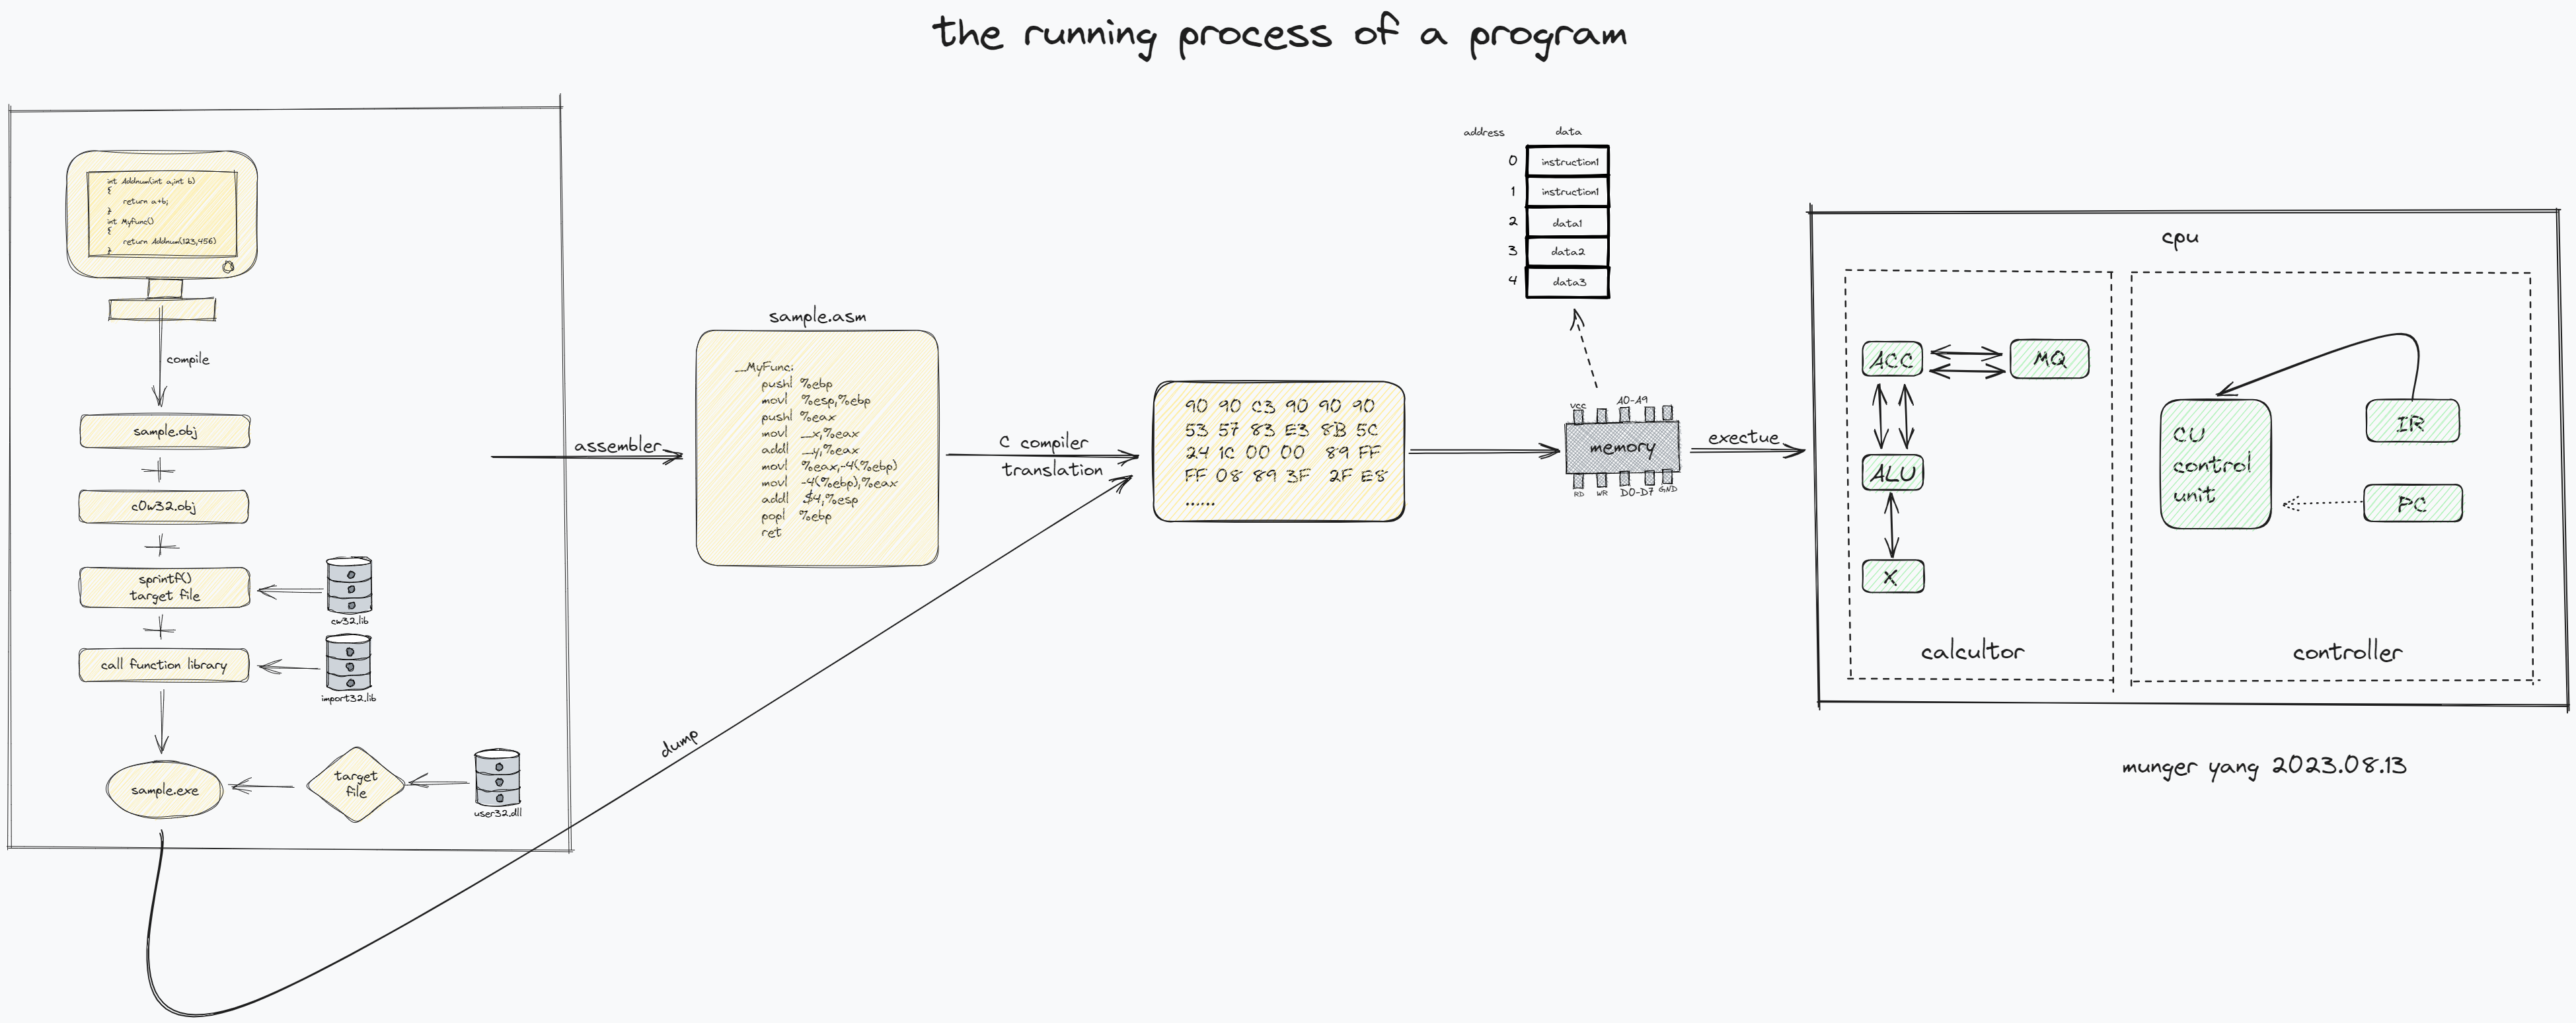 the running process of a program
int Addnum(int a,int b)
{
return a+b;
}
int Myfunc()
{
return Addnum(123,456)
}
compile
sample.obj
c0w32.obj
sprintf()
target file
cw32.lib
call function library
import32.lib
sample.exe
target
file
user32.dll
assembler
dump
sample.asm
__MyFunc:
pushl %ebp
movl %esp,%ebp
pushl %eax
movl __x,%eax
addl __y,%eax
movl %eax,-4(%ebp)
movl -4(%ebp),%eax
addl $4,%esp
popl %ebp
ret
C compiler
translation
90 90 C3 90 90 90
53 57 83 E3 8B 5C
24 1C 00 00 89 FF
FF 08 89 3F 2F E8
......
address data
0 instruction1
1 instruction1
2 data1
3 data2
4 data3
vcc A0-A9
memory
RD WR D0-D7 GND
exectue
cpu
ACC
MQ
ALU
X
calcultor
CU
control
unit
IR
PC
controller
munger yang 2023.08.13